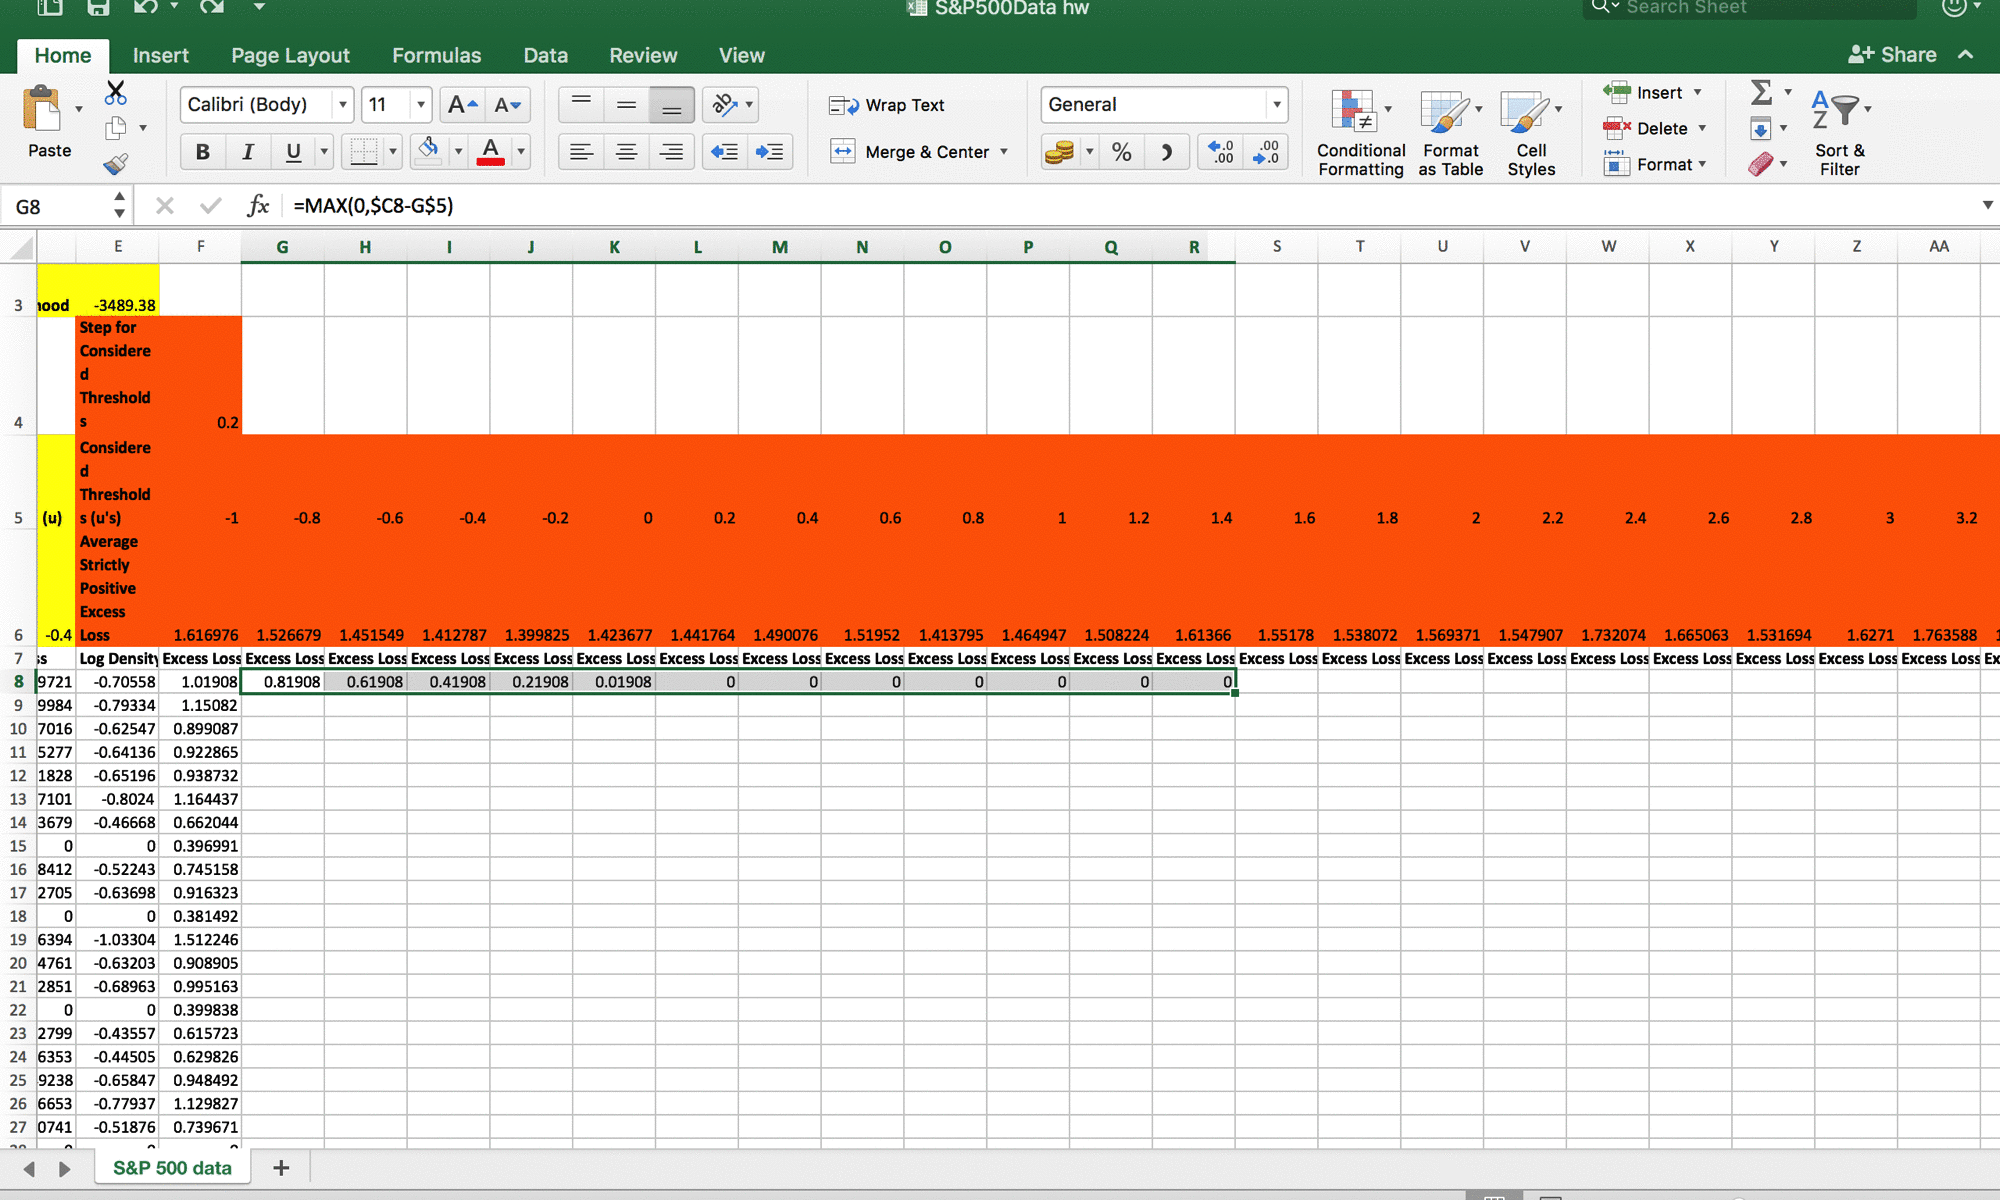 S&P500Data hw
Search Sheet
Home Insert Page Layout Formulas Data Review View Share
Paste
Calibri (Body) 11 A A
B I U A
ab
Wrap Text
Merge & Center
General
% .0 .00 .00 .0
Conditional Formatting
Format as Table
Cell Styles
Insert
Delete
Format
Σ
A Z
Sort & Filter
G8 fx =MAX(0,$C8-G$5)
E F G H I J K L M N O P Q R S T U V W X Y Z AA
3 hood -3489.38
Step for
Considere
d
Threshold
4 s 0.2
Considere
d
Threshold
5 (u) s (u's) -1 -0.8 -0.6 -0.4 -0.2 0 0.2 0.4 0.6 0.8 1 1.2 1.4 1.6 1.8 2 2.2 2.4 2.6 2.8 3 3.2
Average
Strictly
Positive
Excess
6 -0.4 Loss 1.616976 1.526679 1.451549 1.412787 1.399825 1.423677 1.441764 1.490076 1.51952 1.413795 1.464947 1.508224 1.61366 1.55178 1.538072 1.569371 1.547907 1.732074 1.665063 1.531694 1.6271 1.763588
7 ss Log Density Excess Loss Excess Loss Excess Loss Excess Loss Excess Loss Excess Loss Excess Loss Excess Loss Excess Loss Excess Loss Excess Loss Excess Loss Excess Loss Excess Loss Excess Loss Excess Loss Excess Loss Excess Loss Excess Loss Excess Loss Excess Loss Excess Loss Ex
8 9721 -0.70558 1.01908 0.81908 0.61908 0.41908 0.21908 0.01908 0 0 0 0 0 0 0
9 9984 -0.79334 1.15082
10 7016 -0.62547 0.899087
11 5277 -0.64136 0.922865
12 1828 -0.65196 0.938732
13 7101 -0.8024 1.164437
14 3679 -0.46668 0.662044
15 0 0 0.396991
16 8412 -0.52243 0.745158
17 2705 -0.63698 0.916323
18 0 0 0.381492
19 6394 -1.03304 1.512246
20 4761 -0.63203 0.908905
21 2851 -0.68963 0.995163
22 0 0 0.399838
23 2799 -0.43557 0.615723
24 6353 -0.44505 0.629826
25 9238 -0.65847 0.948492
26 6653 -0.77937 1.129827
27 0741 -0.51876 0.739671
S&P 500 data +